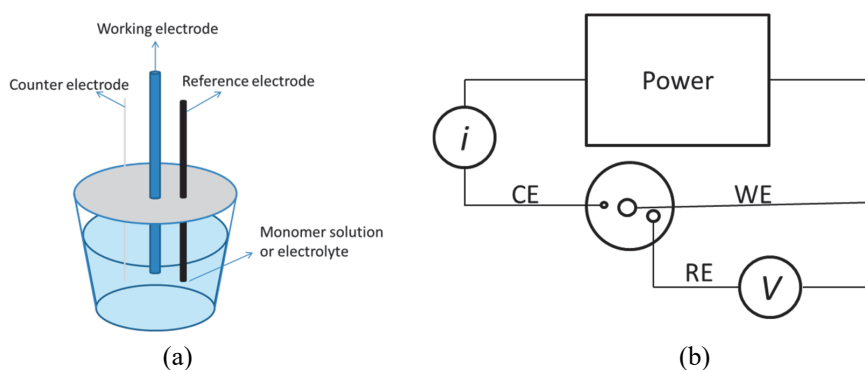 Working electrode
Counter electrode
Reference electrode
Monomer solution
or electrolyte
(a)
Power
i
CE
WE
RE
V
(b)